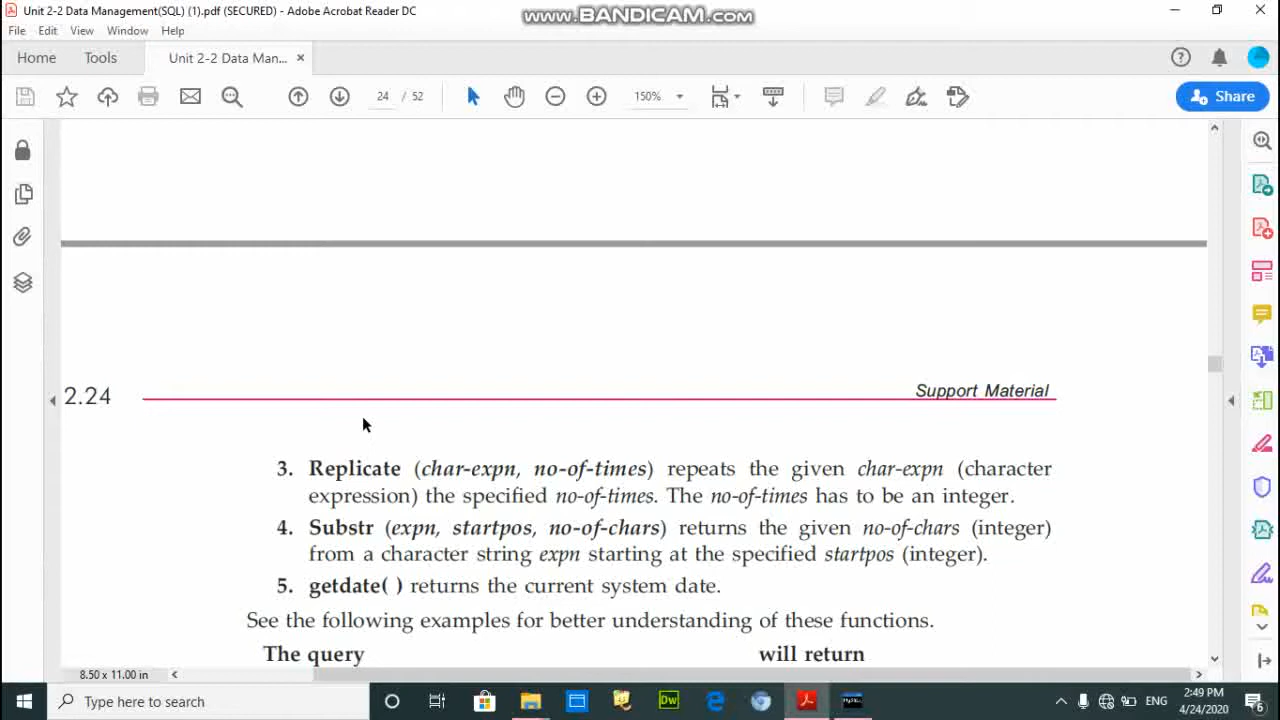 Unit 2-2 Data Management(SQL) (1).pdf (SECURED) - Adobe Acrobat Reader DC
www.BANDICAM.com
File Edit View Window Help
Home Tools Unit 2-2 Data Man... ×
24 / 52 150% Share
2.24 Support Material
3. Replicate (char-expn, no-of-times) repeats the given char-expn (character
expression) the specified no-of-times. The no-of-times has to be an integer.
4. Substr (expn, startpos, no-of-chars) returns the given no-of-chars (integer)
from a character string expn starting at the specified startpos (integer).
5. getdate( ) returns the current system date.
See the following examples for better understanding of these functions.
The query will return
8.50 x 11.00 in
Type here to search Dw ENG 2:49 PM
4/24/2020 6